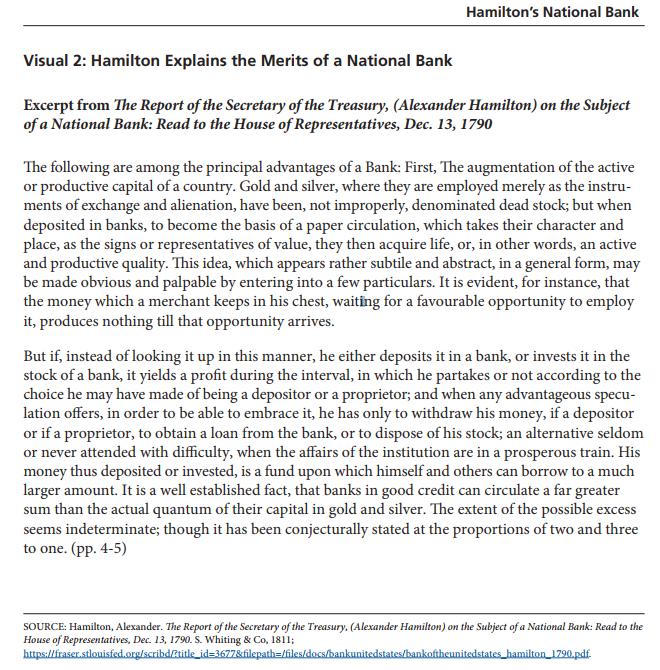 Hamilton's National Bank
Visual 2: Hamilton Explains the Merits of a National Bank
Excerpt from The Report of the Secretary of the Treasury, (Alexander Hamilton) on the Subject
of a National Bank: Read to the House of Representatives, Dec. 13, 1790
The following are among the principal advantages of a Bank: First, The augmentation of the active
or productive capital of a country. Gold and silver, where they are employed merely as the instru-
ments of exchange and alienation, have been, not improperly, denominated dead stock; but when
deposited in banks, to become the basis of a paper circulation, which takes their character and
place, as the signs or representatives of value, they then acquire life, or, in other words, an active
and productive quality. This idea, which appears rather subtile and abstract, in a general form, may
be made obvious and palpable by entering into a few particulars. It is evident, for instance, that
the money which a merchant keeps in his chest, waiting for a favourable opportunity to employ
it, produces nothing till that opportunity arrives.
But if, instead of looking it up in this manner, he either deposits it in a bank, or invests it in the
stock of a bank, it yields a profit during the interval, in which he partakes or not according to the
choice he may have made of being a depositor or a proprietor; and when any advantageous specu-
lation offers, in order to be able to embrace it, he has only to withdraw his money, if a depositor
or if a proprietor, to obtain a loan from the bank, or to dispose of his stock; an alternative seldom
or never attended with difficulty, when the affairs of the institution are in a prosperous train. His
money thus deposited or invested, is a fund upon which himself and others can borrow to a much
larger amount. It is a well established fact, that banks in good credit can circulate a far greater
sum than the actual quantum of their capital in gold and silver. The extent of the possible excess
seems indeterminate; though it has been conjecturally stated at the proportions of two and three
to one. (pp. 4-5)
SOURCE: Hamilton, Alexander. The Report of the Secretary of the Treasury, (Alexander Hamilton) on the Subject of a National Bank: Read to the
House of Representatives, Dec. 13, 1790. S. Whiting & Co, 1811;
https://fraser.stlouisfed.org/scribd/?title_id=3677&filepath=/files/docs/bankunitedstates/bankoftheunitedstates_hamilton_1790.pdf.